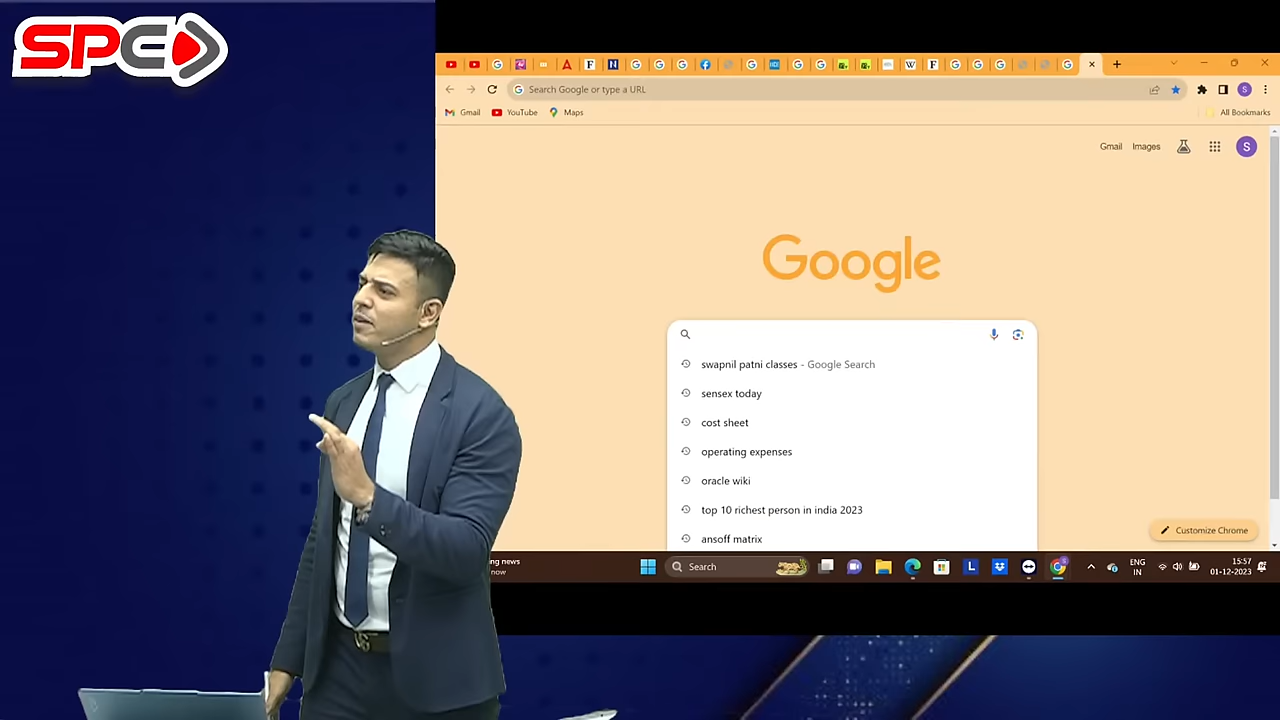 SPC
Search Google or type a URL
Gmail YouTube Maps All Bookmarks
Gmail Images S
Google
swapnil patni classes - Google Search
sensex today
cost sheet
operating expenses
oracle wiki
top 10 richest person in india 2023
ansoff matrix
Customize Chrome
ng news
now
Search
ENG
IN
15:57
01-12-2023